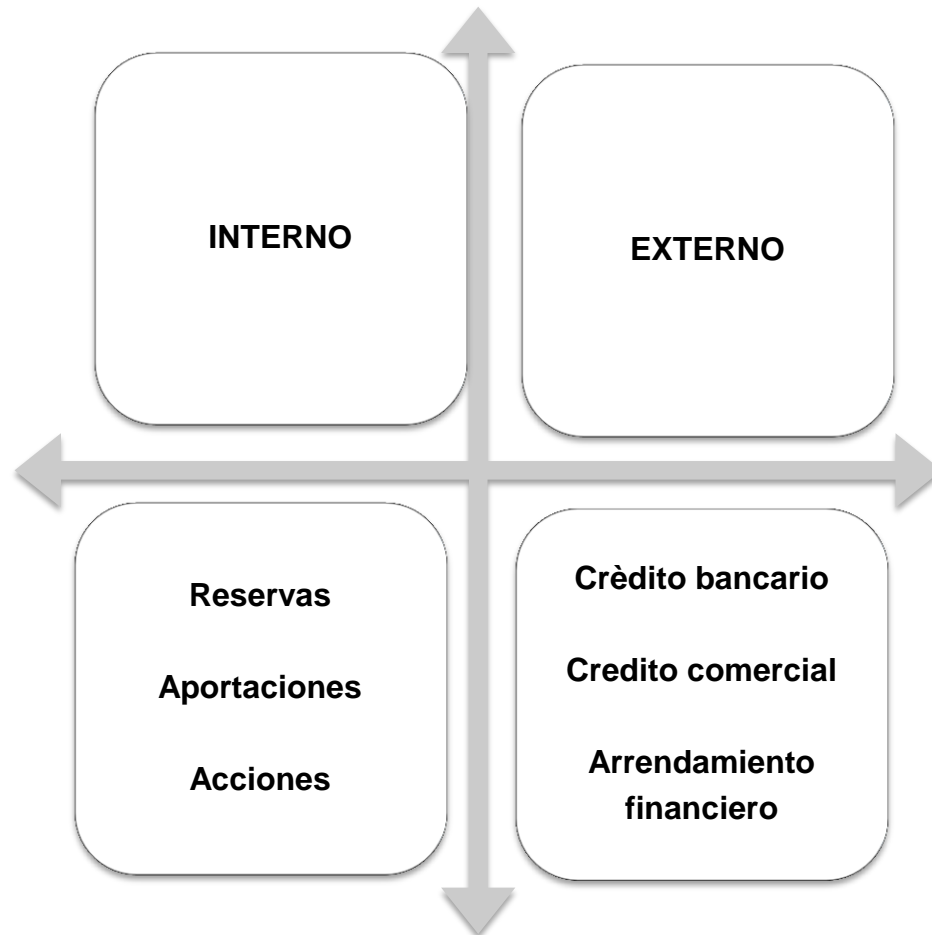 INTERNO
EXTERNO
Reservas
Aportaciones
Acciones
Crèdito bancario
Credito comercial
Arrendamiento
financiero